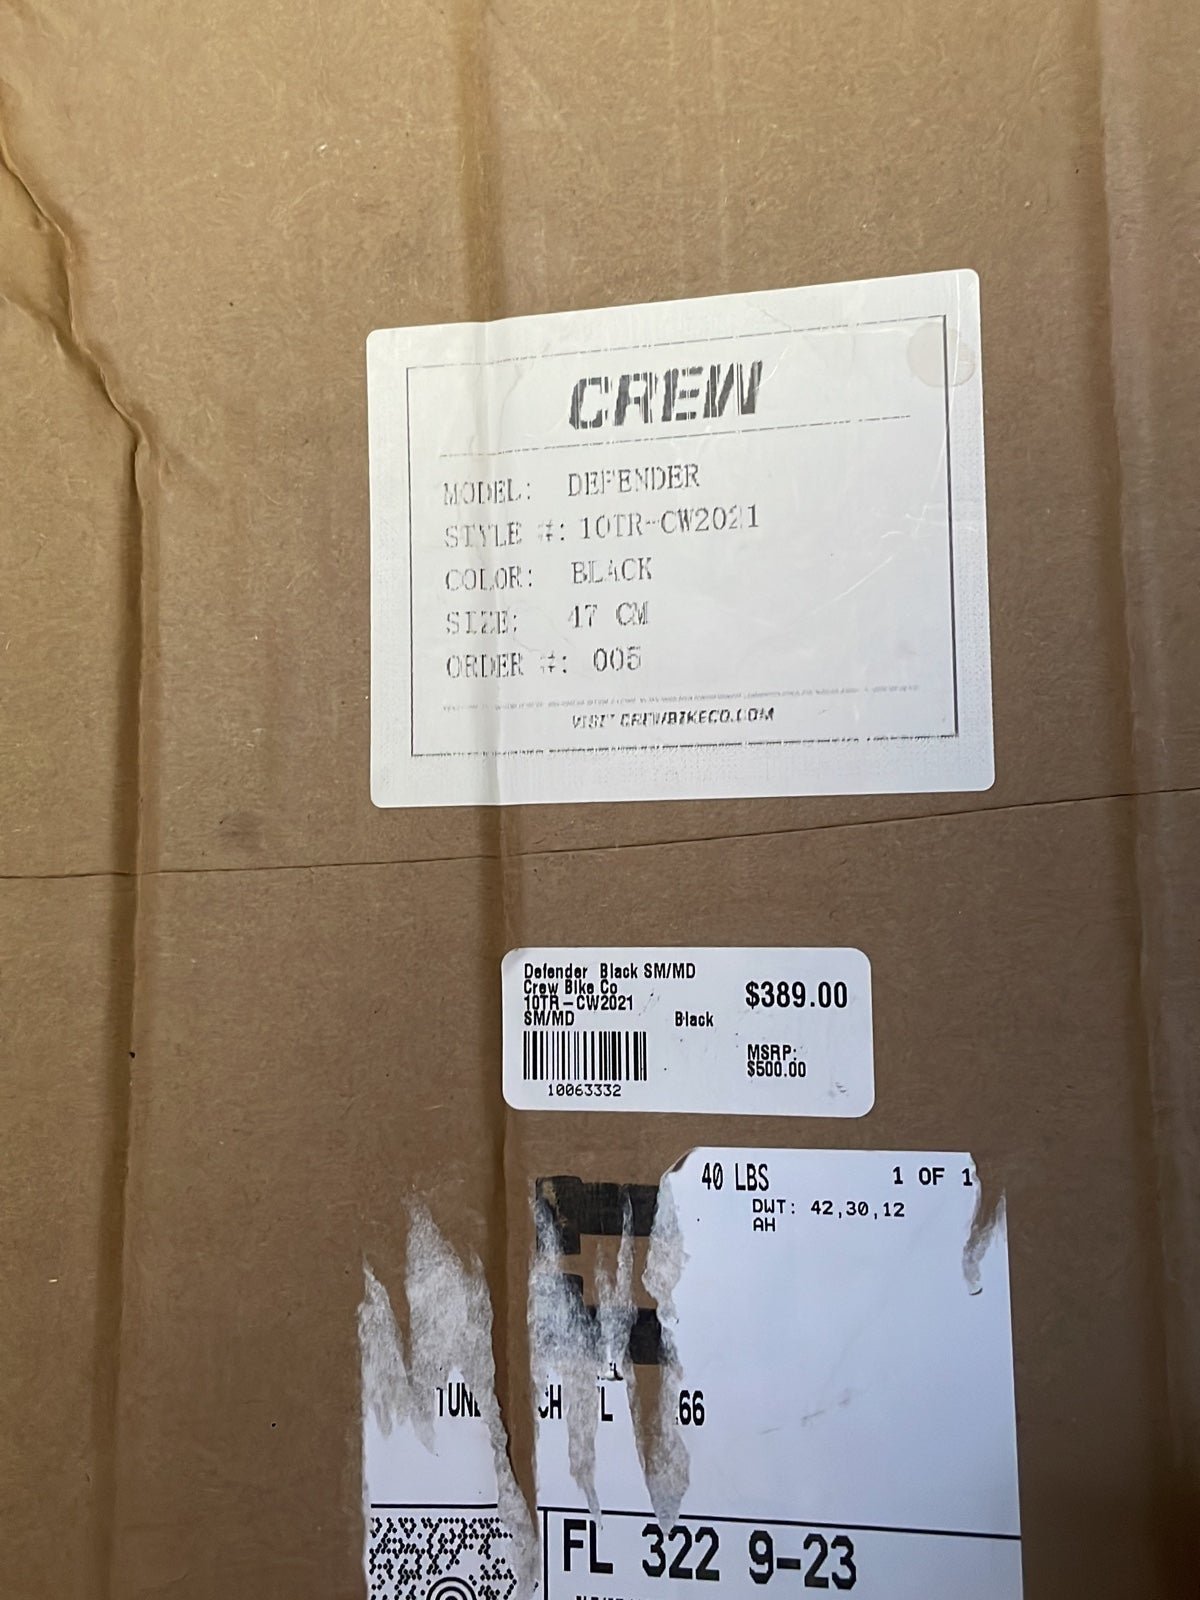 CREW
MODEL: DEFENDER
STYLE #: 10TR-CW2021
COLOR: BLACK
SIZE: 47 CM
ORDER #: 005
VISIT CREWBIKECO.COM
Defender Black SM/MD
Crew Bike Co
10TR-CW2021
SM/MD Black
$389.00
MSRP:
$500.00
10063332
40 LBS 1 OF 1
DWT: 42,30,12
AH
66
FL 322 9-23